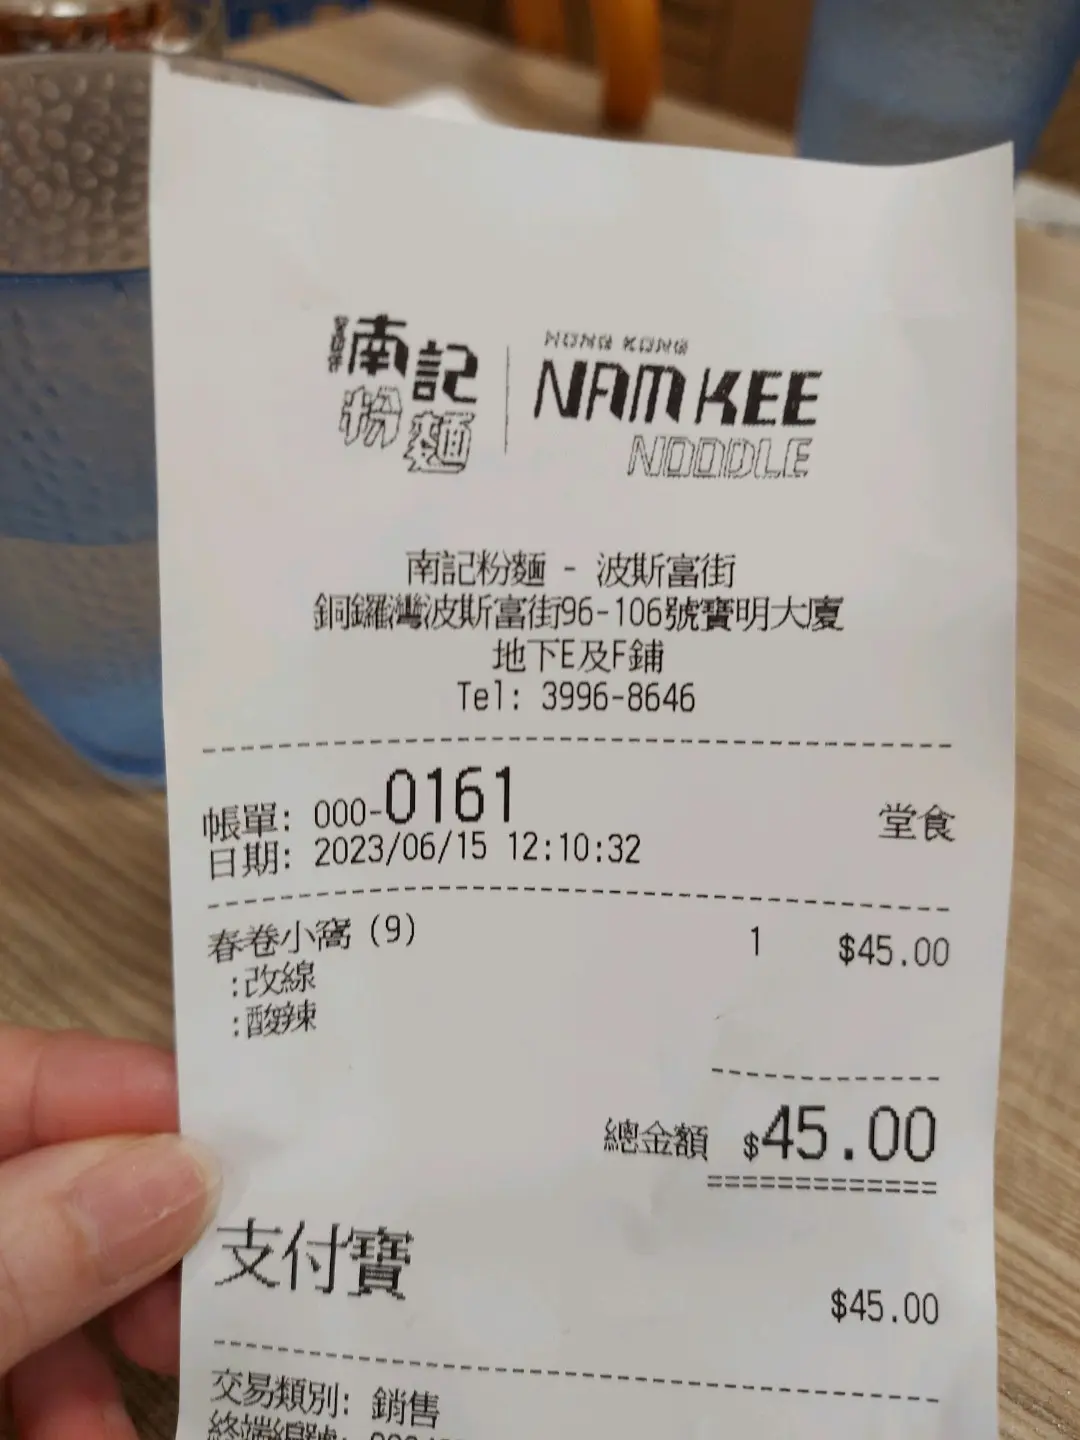 南記
粉麵
HONG KONG
NAM KEE
NOODLE
南記粉麵 - 波斯富街
銅鑼灣波斯富街96-106號寶明大廈
地下E及F鋪
Tel: 3996-8646
帳單: 000-0161 堂食
日期: 2023/06/15 12:10:32
春卷小窩(9) 1 $45.00
:改線
:酸辣
總金額 $45.00
支付寶
$45.00
交易類別: 銷售
終端編號: